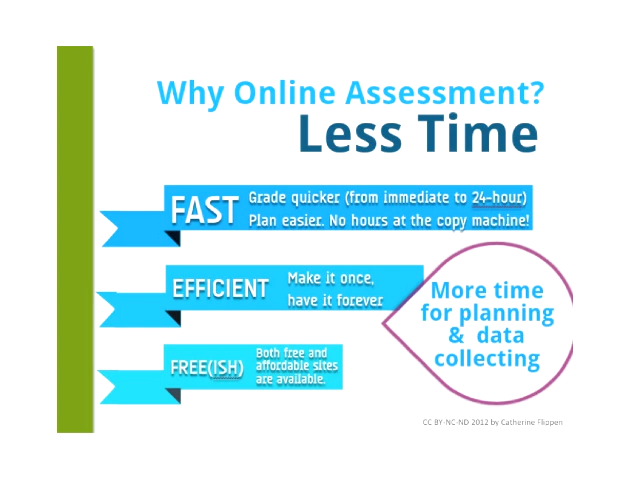 Why Online Assessment?
Less Time
FAST
Grade quicker (from immediate to 24-hour)
Plan easier. No hours at the copy machine!
EFFICIENT
Make it once,
have it forever
More time
for planning
& data
collecting
FREE(ISH)
Both free and
affordable sites
are available.
CC BY-NC-ND 2012 by Catherine Flippen